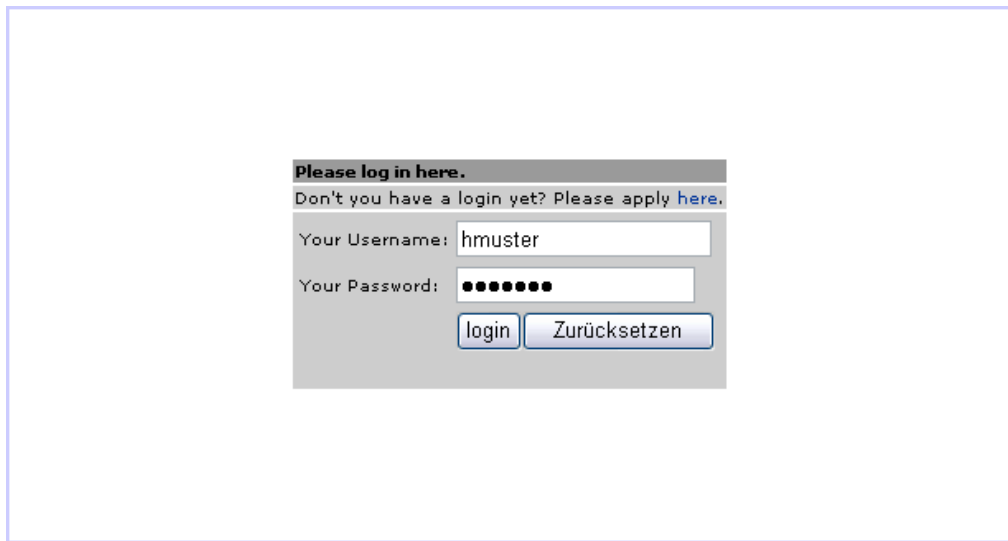 Please log in here.
Don't you have a login yet? Please apply here.
Your Username: hmuster
Your Password: •••••••
login Zurücksetzen